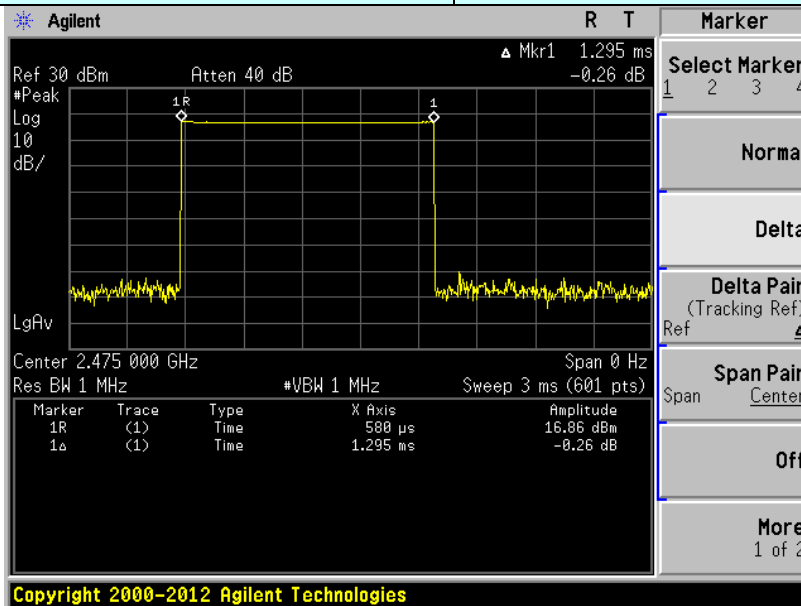 Agilent R T
Marker
Δ Mkr1 1.295 ms
Ref 30 dBm Atten 40 dB -0.26 dB
#Peak
Log
10
dB/
1R
1
LgAv
Center 2.475 000 GHz Span 0 Hz
Res BW 1 MHz #VBW 1 MHz Sweep 3 ms (601 pts)
Marker Trace Type X Axis Amplitude
1R (1) Time 580 µs 16.86 dBm
1Δ (1) Time 1.295 ms -0.26 dB
Select Marker
1 2 3 4
Norma
Delta
Delta Pair
(Tracking Ref)
Ref Δ
Span Pair
Span Center
Off
More
1 of 2
Copyright 2000-2012 Agilent Technologies